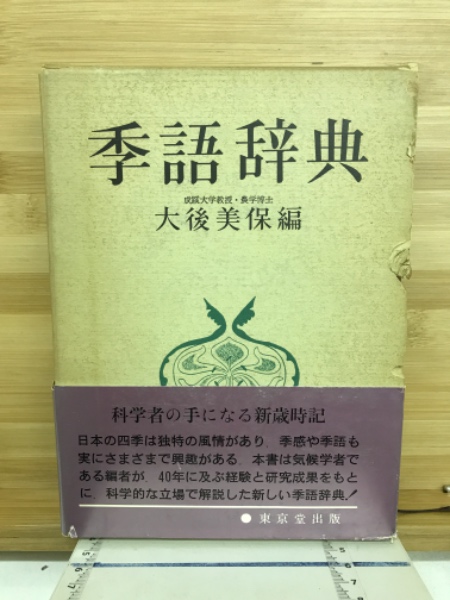 季語辞典
成蹊大学教授・農学博士
大後美保編
科学者の手になる新歳時記
日本の四季は独特の風情があり、季感や季語も
実にさまざまで興趣がある。本書は気候学者で
ある編者が、40年に及ぶ経験と研究成果をもと
に、科学的な立場で解説した新しい季語辞典！
●東京堂出版